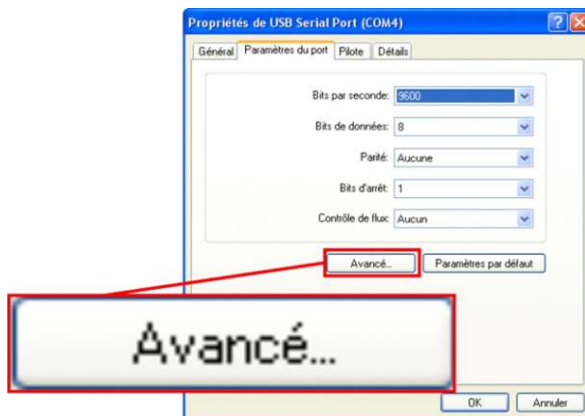 Propriétés de USB Serial Port (COM4)
Général Paramètres du port Pilote Détails
Bits par seconde: 9600
Bits de données: 8
Parité: Aucune
Bits d'arrêt: 1
Contrôle de flux: Aucun
Avancé... Paramètres par défaut
Avancé...
OK Annuler